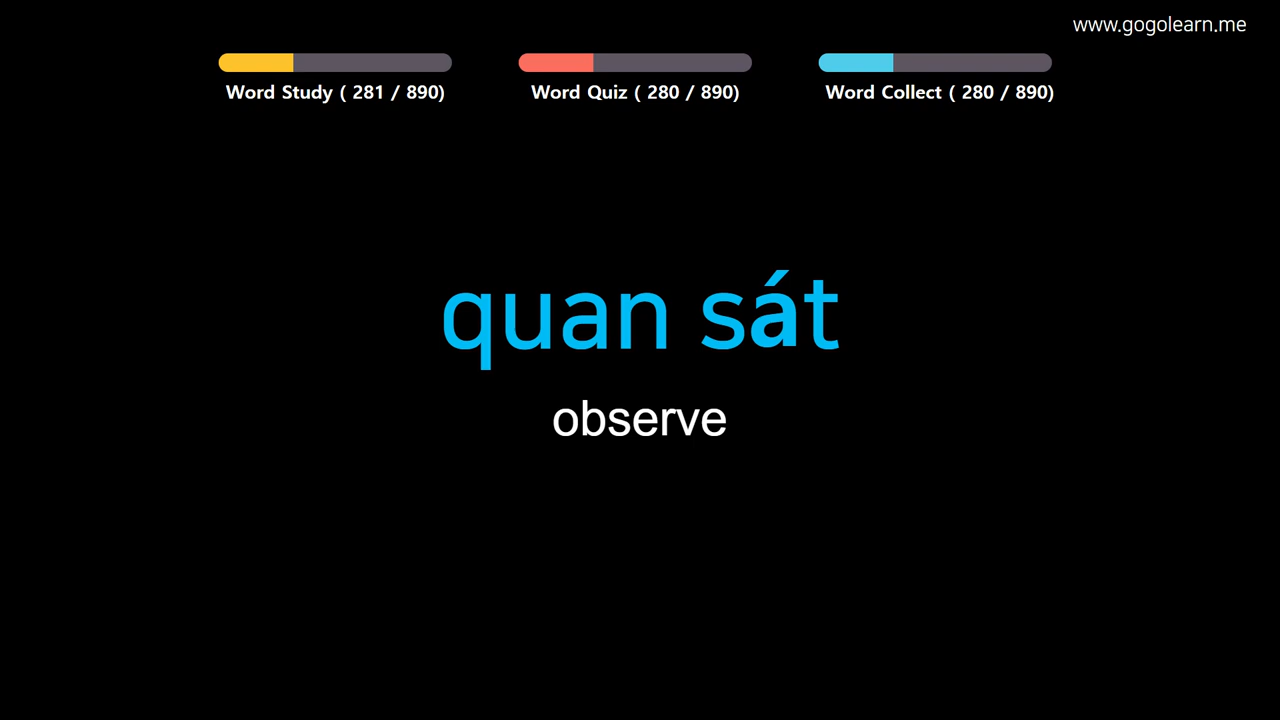 www.gogolearn.me
Word Study ( 281 / 890)
Word Quiz ( 280 / 890)
Word Collect ( 280 / 890)
quan sát
observe